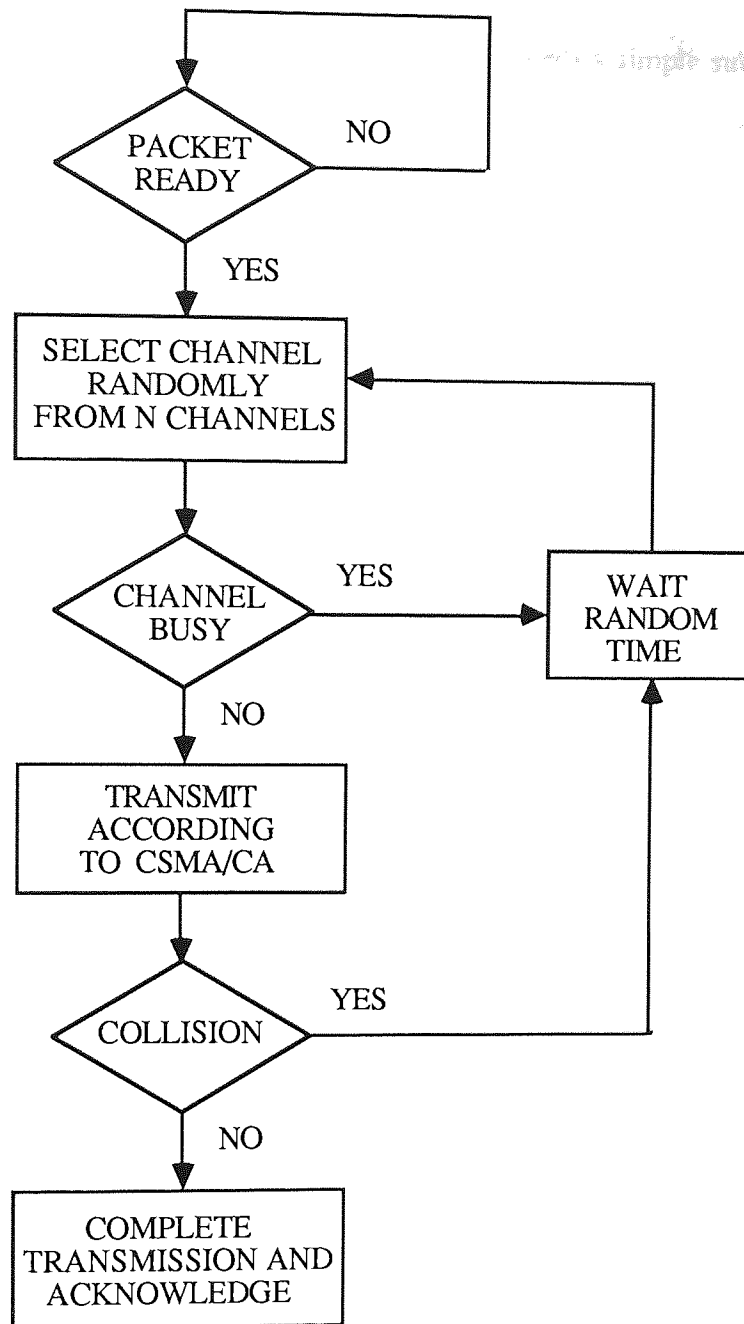 simple
PACKET
READY
NO
YES
SELECT CHANNEL
RANDOMLY
FROM N CHANNELS
CHANNEL
BUSY
YES
WAIT
RANDOM
TIME
NO
TRANSMIT
ACCORDING
TO CSMA/CA
COLLISION
YES
NO
COMPLETE
TRANSMISSION AND
ACKNOWLEDGE